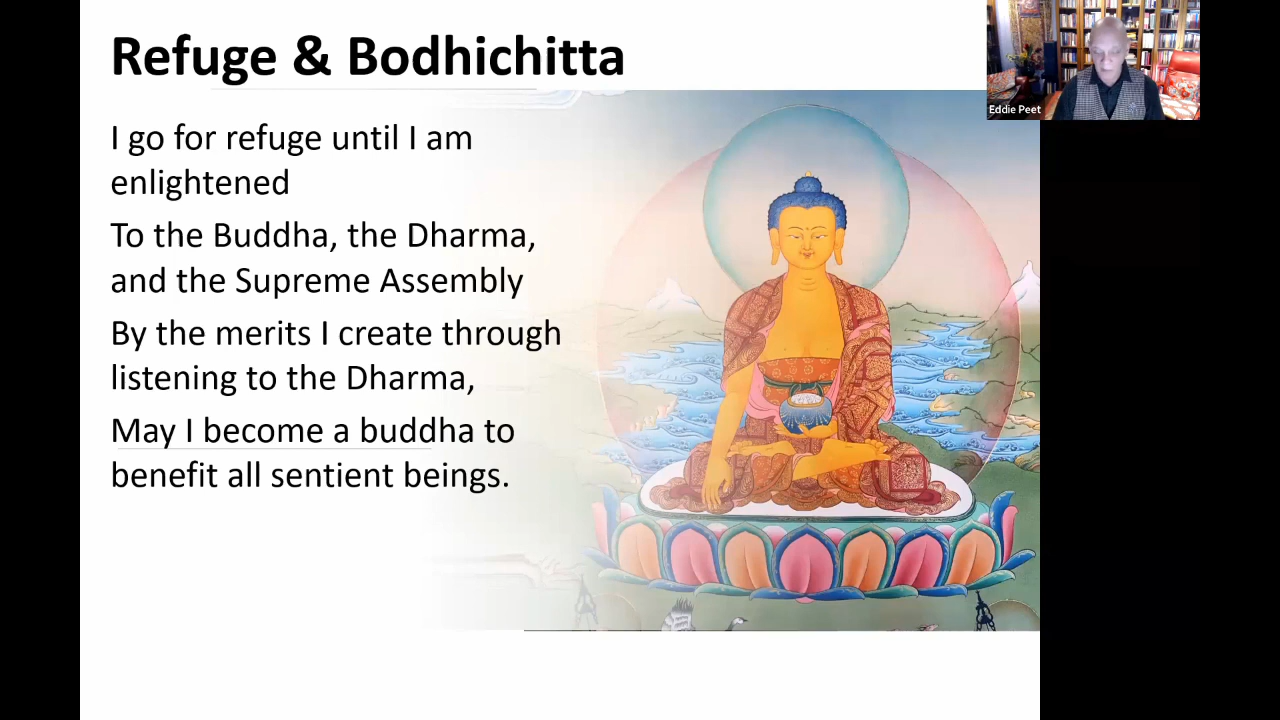 Refuge & Bodhichitta
Eddie Peet
I go for refuge until I am
enlightened
To the Buddha, the Dharma,
and the Supreme Assembly
By the merits I create through
listening to the Dharma,
May I become a buddha to
benefit all sentient beings.